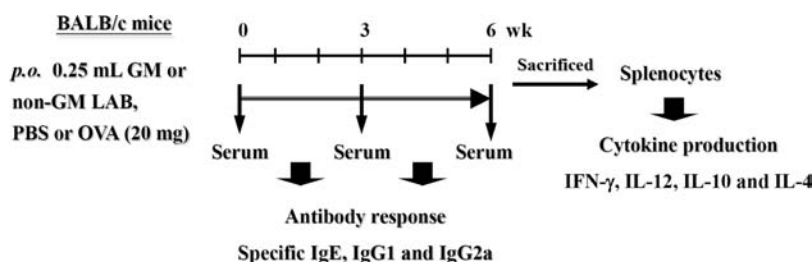 BALB/c mice
p.o. 0.25 mL GM or
non-GM LAB,
PBS or OVA (20 mg)
0 3 6 wk
Serum Serum Serum
Antibody response
Specific IgE, IgG1 and IgG2a
Sacrificed
Splenocytes
Cytokine production
IFN-γ, IL-12, IL-10 and IL-4